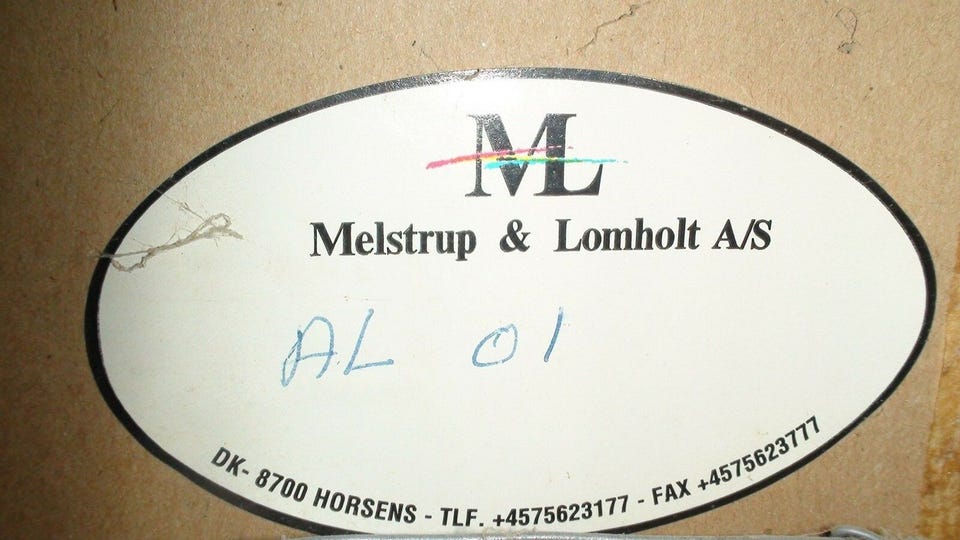 ML
Melstrup & Lomholt A/S
AL 01
DK- 8700 HORSENS - TLF. +4575623177 - FAX +4575623777